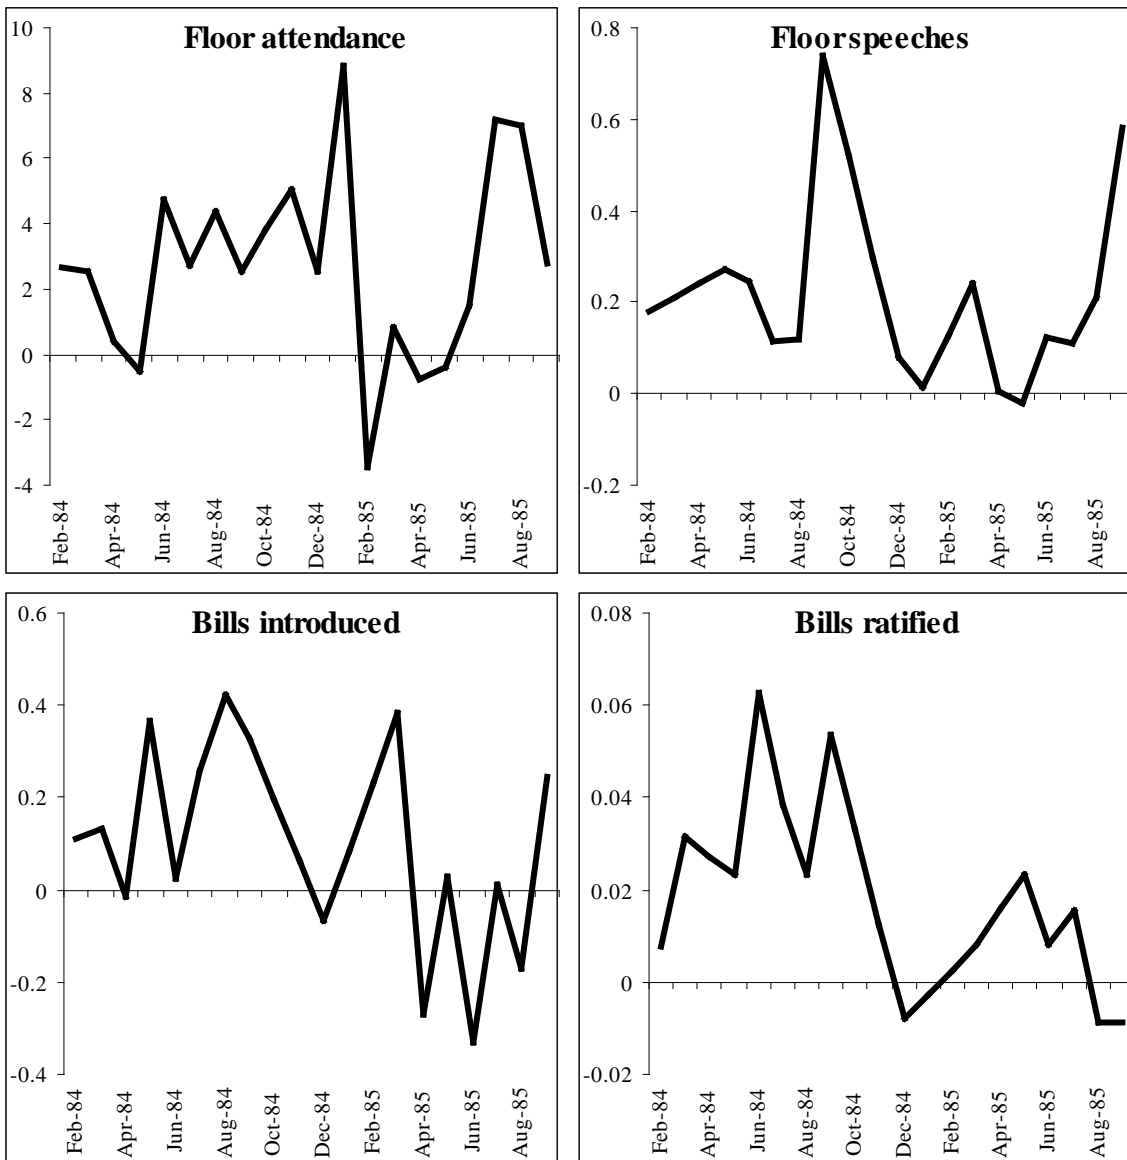 Floor attendance
10
8
6
4
2
0
-2
-4
Feb-84
Apr-84
Jun-84
Aug-84
Oct-84
Dec-84
Feb-85
Apr-85
Jun-85
Aug-85
Floor speeches
0.8
0.6
0.4
0.2
0
-0.2
Feb-84
Apr-84
Jun-84
Aug-84
Oct-84
Dec-84
Feb-85
Apr-85
Jun-85
Aug-85
Bills introduced
0.6
0.4
0.2
0
-0.2
-0.4
Feb-84
Apr-84
Jun-84
Aug-84
Oct-84
Dec-84
Feb-85
Apr-85
Jun-85
Aug-85
Bills ratified
0.08
0.06
0.04
0.02
0
-0.02
Feb-84
Apr-84
Jun-84
Aug-84
Oct-84
Dec-84
Feb-85
Apr-85
Jun-85
Aug-85